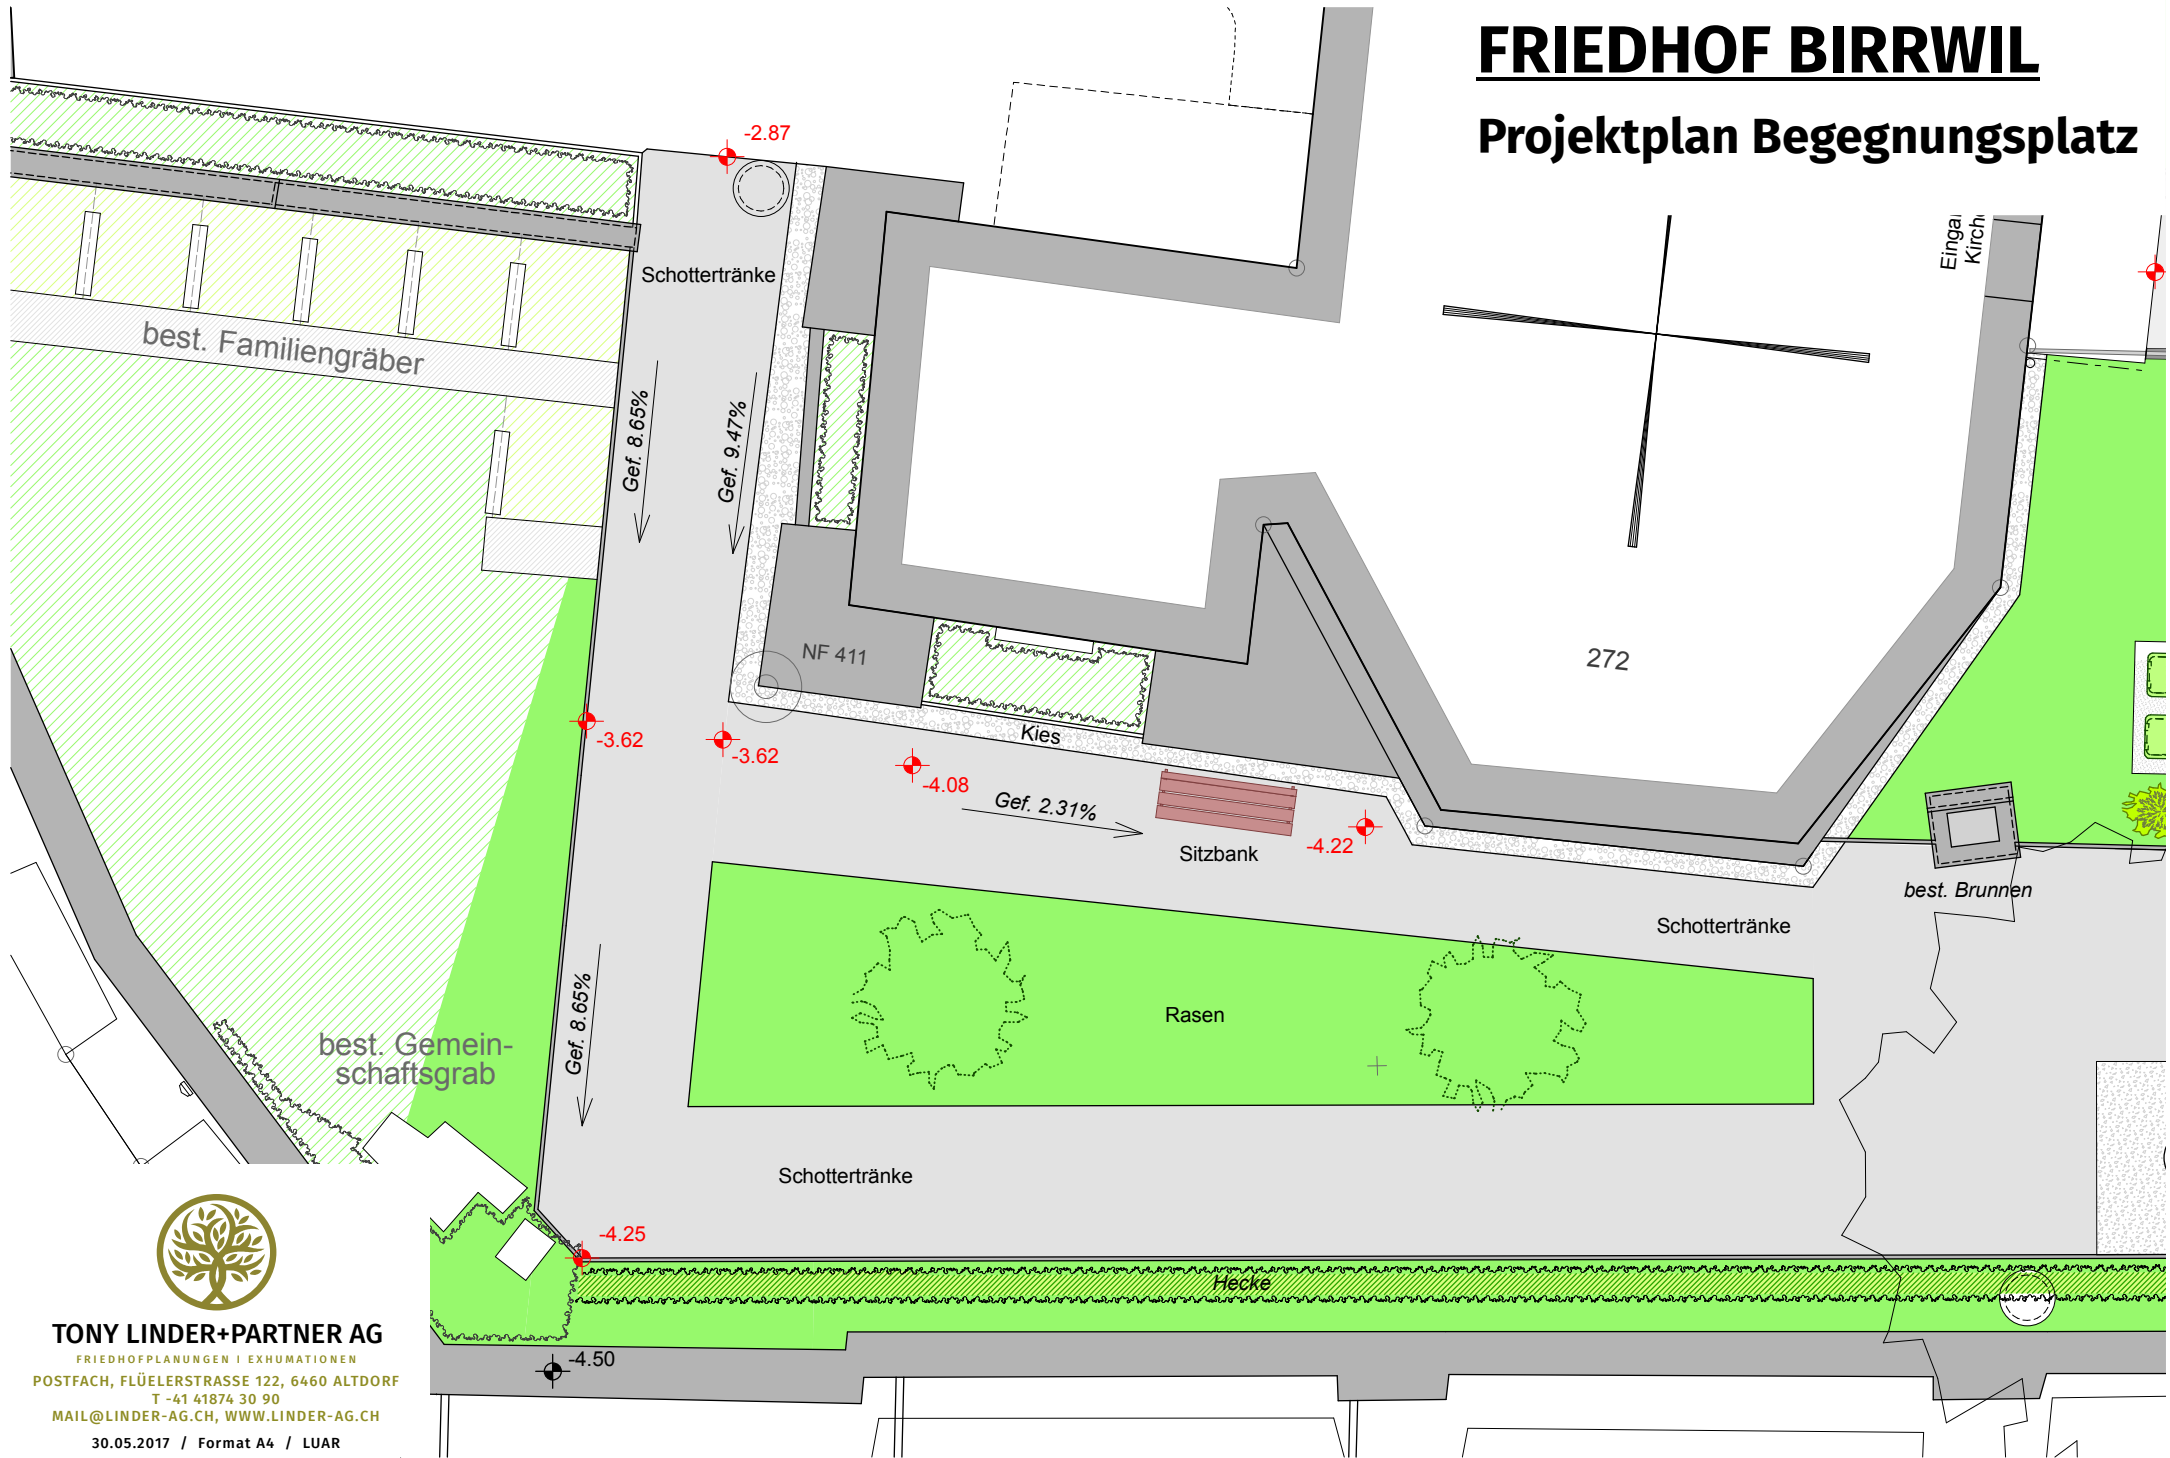 FRIEDHOF BIRRWIL
Projektplan Begegnungsplatz
-2.87
Schottertränke
best. Familiengräber
Gef. 8.65%
Gef. 9.47%
NF 411
272
-3.62
-3.62
-4.08
Kies
Gef. 2.31%
Sitzbank
-4.22
best. Brunnen
Schottertränke
Rasen
Gef. 8.65%
best. Gemein-
schaftsgrab
Schottertränke
-4.25
Hecke
-4.50
TONY LINDER+PARTNER AG
FRIEDHOFPLANUNGEN I EXHUMATIONEN
POSTFACH, FLÜELERSTRASSE 122, 6460 ALTDORF
T -41 41874 30 90
MAIL@LINDER-AG.CH, WWW.LINDER-AG.CH
30.05.2017 / Format A4 / LUAR